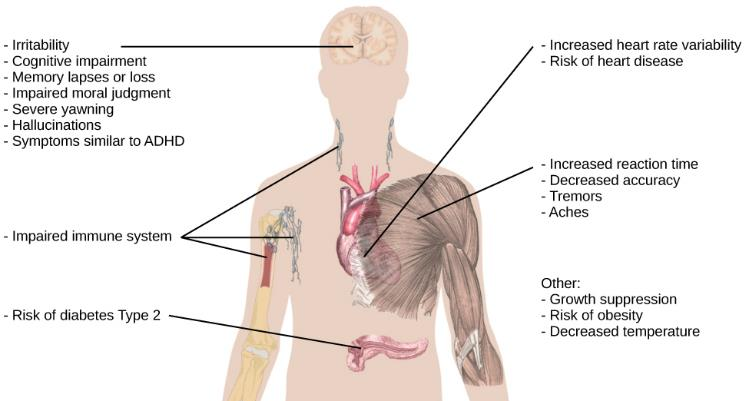 - Irritability
- Cognitive impairment
- Memory lapses or loss
- Impaired moral judgment
- Severe yawning
- Hallucinations
- Symptoms similar to ADHD
- Impaired immune system
- Risk of diabetes Type 2
- Increased heart rate variability
- Risk of heart disease
- Increased reaction time
- Decreased accuracy
- Tremors
- Aches
Other:
- Growth suppression
- Risk of obesity
- Decreased temperature